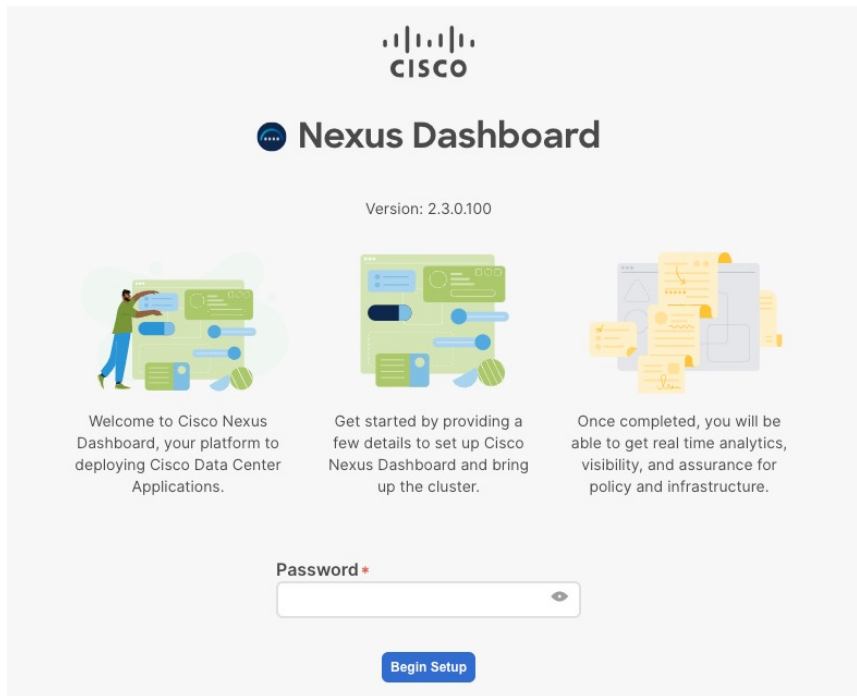 CISCO
Nexus Dashboard
Version: 2.3.0.100
Welcome to Cisco Nexus
Dashboard, your platform to
deploying Cisco Data Center
Applications.
Get started by providing a
few details to set up Cisco
Nexus Dashboard and bring
up the cluster.
Once completed, you will be
able to get real time analytics,
visibility, and assurance for
policy and infrastructure.
Password*
Begin Setup